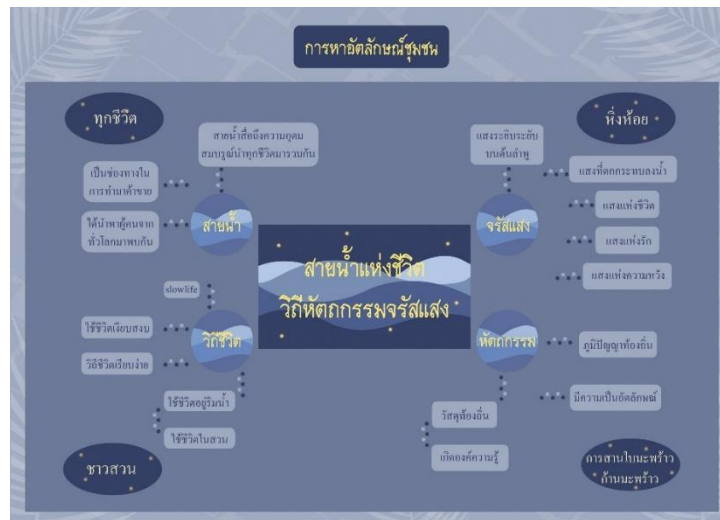 การหาอัตลักษณ์ชุมชน
ทุกชีวิต
สายน้ำสื่อถึงความอุดม
สมบรูณ์นำทุกชีวิตมารวมกัน
เป็นช่องทางใน
การทำมาค้าขาย
ได้นำพาผู้คนจาก
ทั่วโลกมาพบกัน
สายน้ำ
หิ่งห้อย
แสงระยิบระยับ
บนต้นลำพู
แสงที่ตกกระทบลงน้ำ
แสงแห่งชีวิต
แสงแห่งรัก
แสงแห่งความหวัง
จรัสแสง
สายน้ำแห่งชีวิต
วิถีหัตถกรรมจรัสแสง
slowlife
ใช้ชีวิตเงียบสงบ
วิถีชีวิตเรียบง่าย
วิถีชีวิต
ใช้ชีวิตอยู่ริมน้ำ
ใช้ชีวิตในสวน
ชาวสวน
หัตถกรรม
ภูมิปัญญาท้องถิ่น
มีความเป็นอัตลักษณ์
วัสดุท้องถิ่น
เกิดองค์ความรู้
การสานใบมะพร้าว
ก้านมะพร้าว